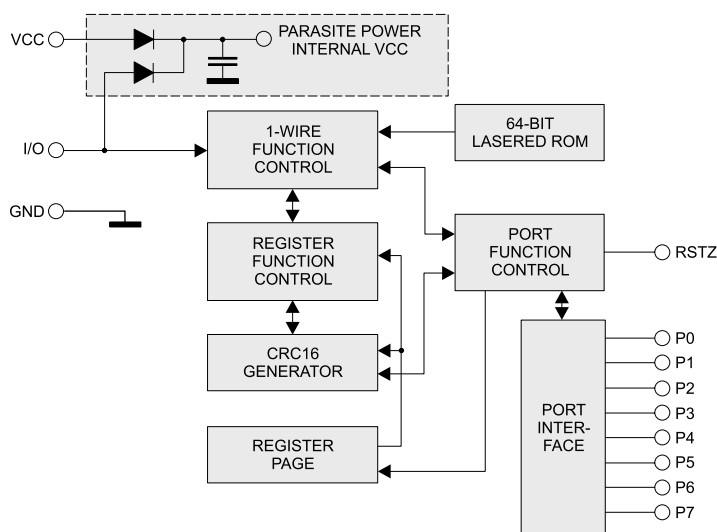 VCC
PARASITE POWER
INTERNAL VCC
I/O
1-WIRE
FUNCTION
CONTROL
64-BIT
LASERED ROM
GND
REGISTER
FUNCTION
CONTROL
PORT
FUNCTION
CONTROL
RSTZ
CRC16
GENERATOR
REGISTER
PAGE
PORT
INTER-
FACE
P0
P1
P2
P3
P4
P5
P6
P7